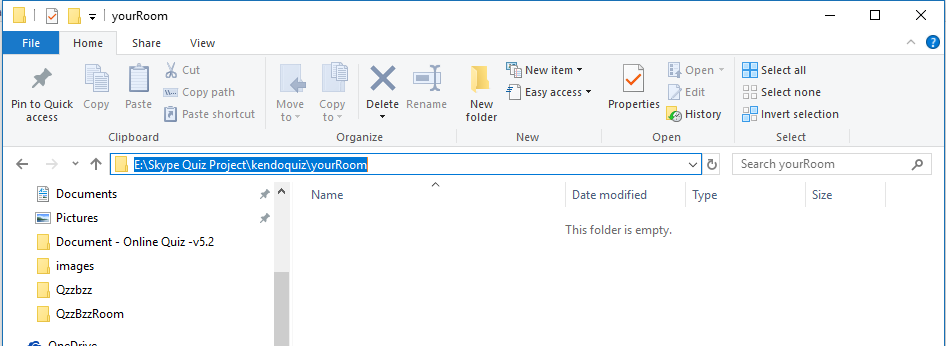 yourRoom
File Home Share View
Pin to Quick access
Copy
Paste
Cut
Copy path
Paste shortcut
Clipboard
Move to
Copy to
Delete
Rename
Organize
New folder
New item
Easy access
New
Properties
Open
Edit
History
Open
Select all
Select none
Invert selection
Select
E:\Skype Quiz Project\kendoquiz\yourRoom
Search yourRoom
Documents
Pictures
Document - Online Quiz -v5.2
images
Qzzbzz
QzzBzzRoom
OneDrive
Name Date modified Type Size
This folder is empty.